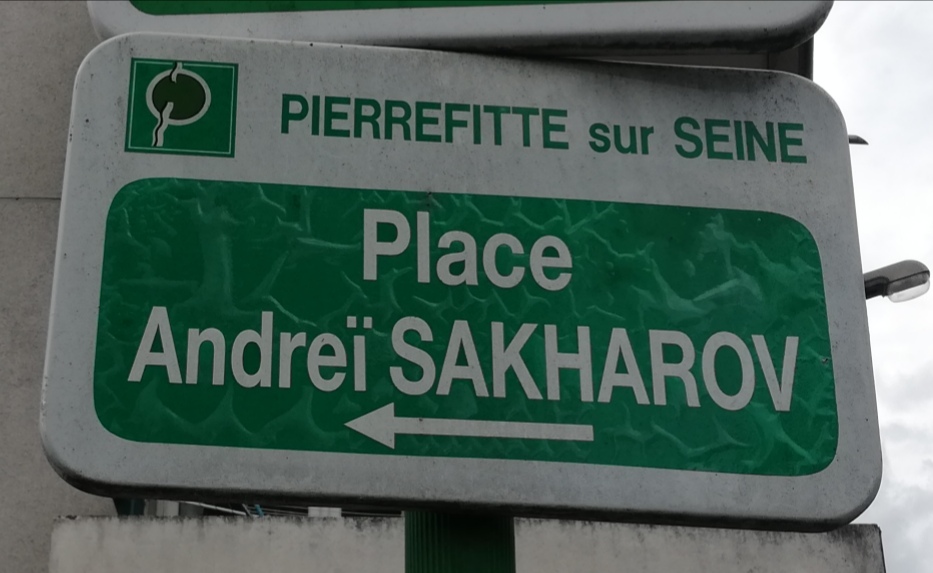 PIERREFITTE sur SEINE
Place
Andreï SAKHAROV